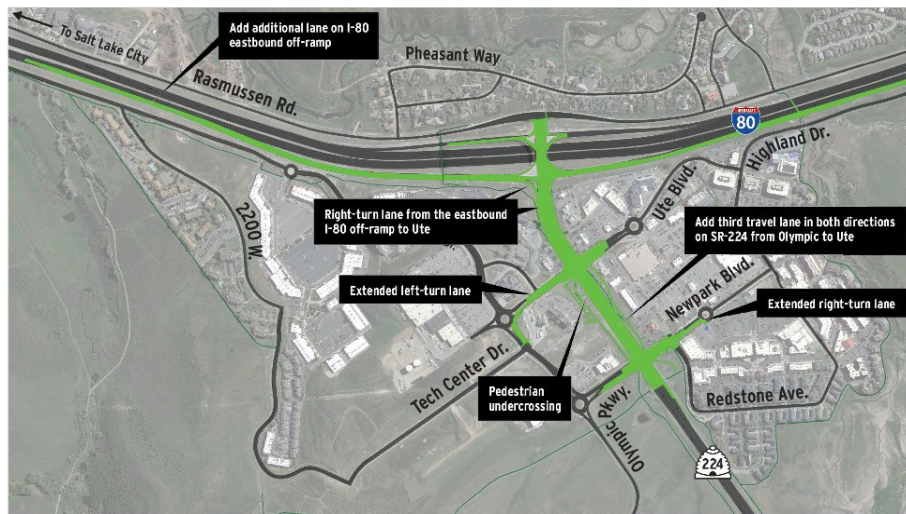 To Salt Lake City
Add additional lane on I-80
eastbound off-ramp
Rasmussen Rd.
Pheasant Way
INTERSTATE
80
Highland Dr.
2200 W.
Right-turn lane from the eastbound
I-80 off-ramp to Ute
Ute Blvd.
Add third travel lane in both directions
on SR-224 from Olympic to Ute
Extended left-turn lane
Newpark Blvd.
Extended right-turn lane
Tech Center Dr.
Pedestrian
undercrossing
Olympic Pkwy.
Redstone Ave.
224